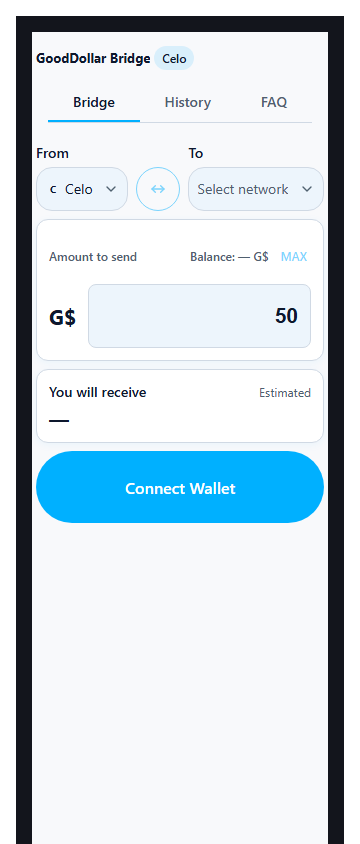 GoodDollar Bridge Celo
Bridge History FAQ
From To
C Celo Select network
Amount to send Balance: — G$ MAX
G$ 50
You will receive Estimated
—
Connect Wallet